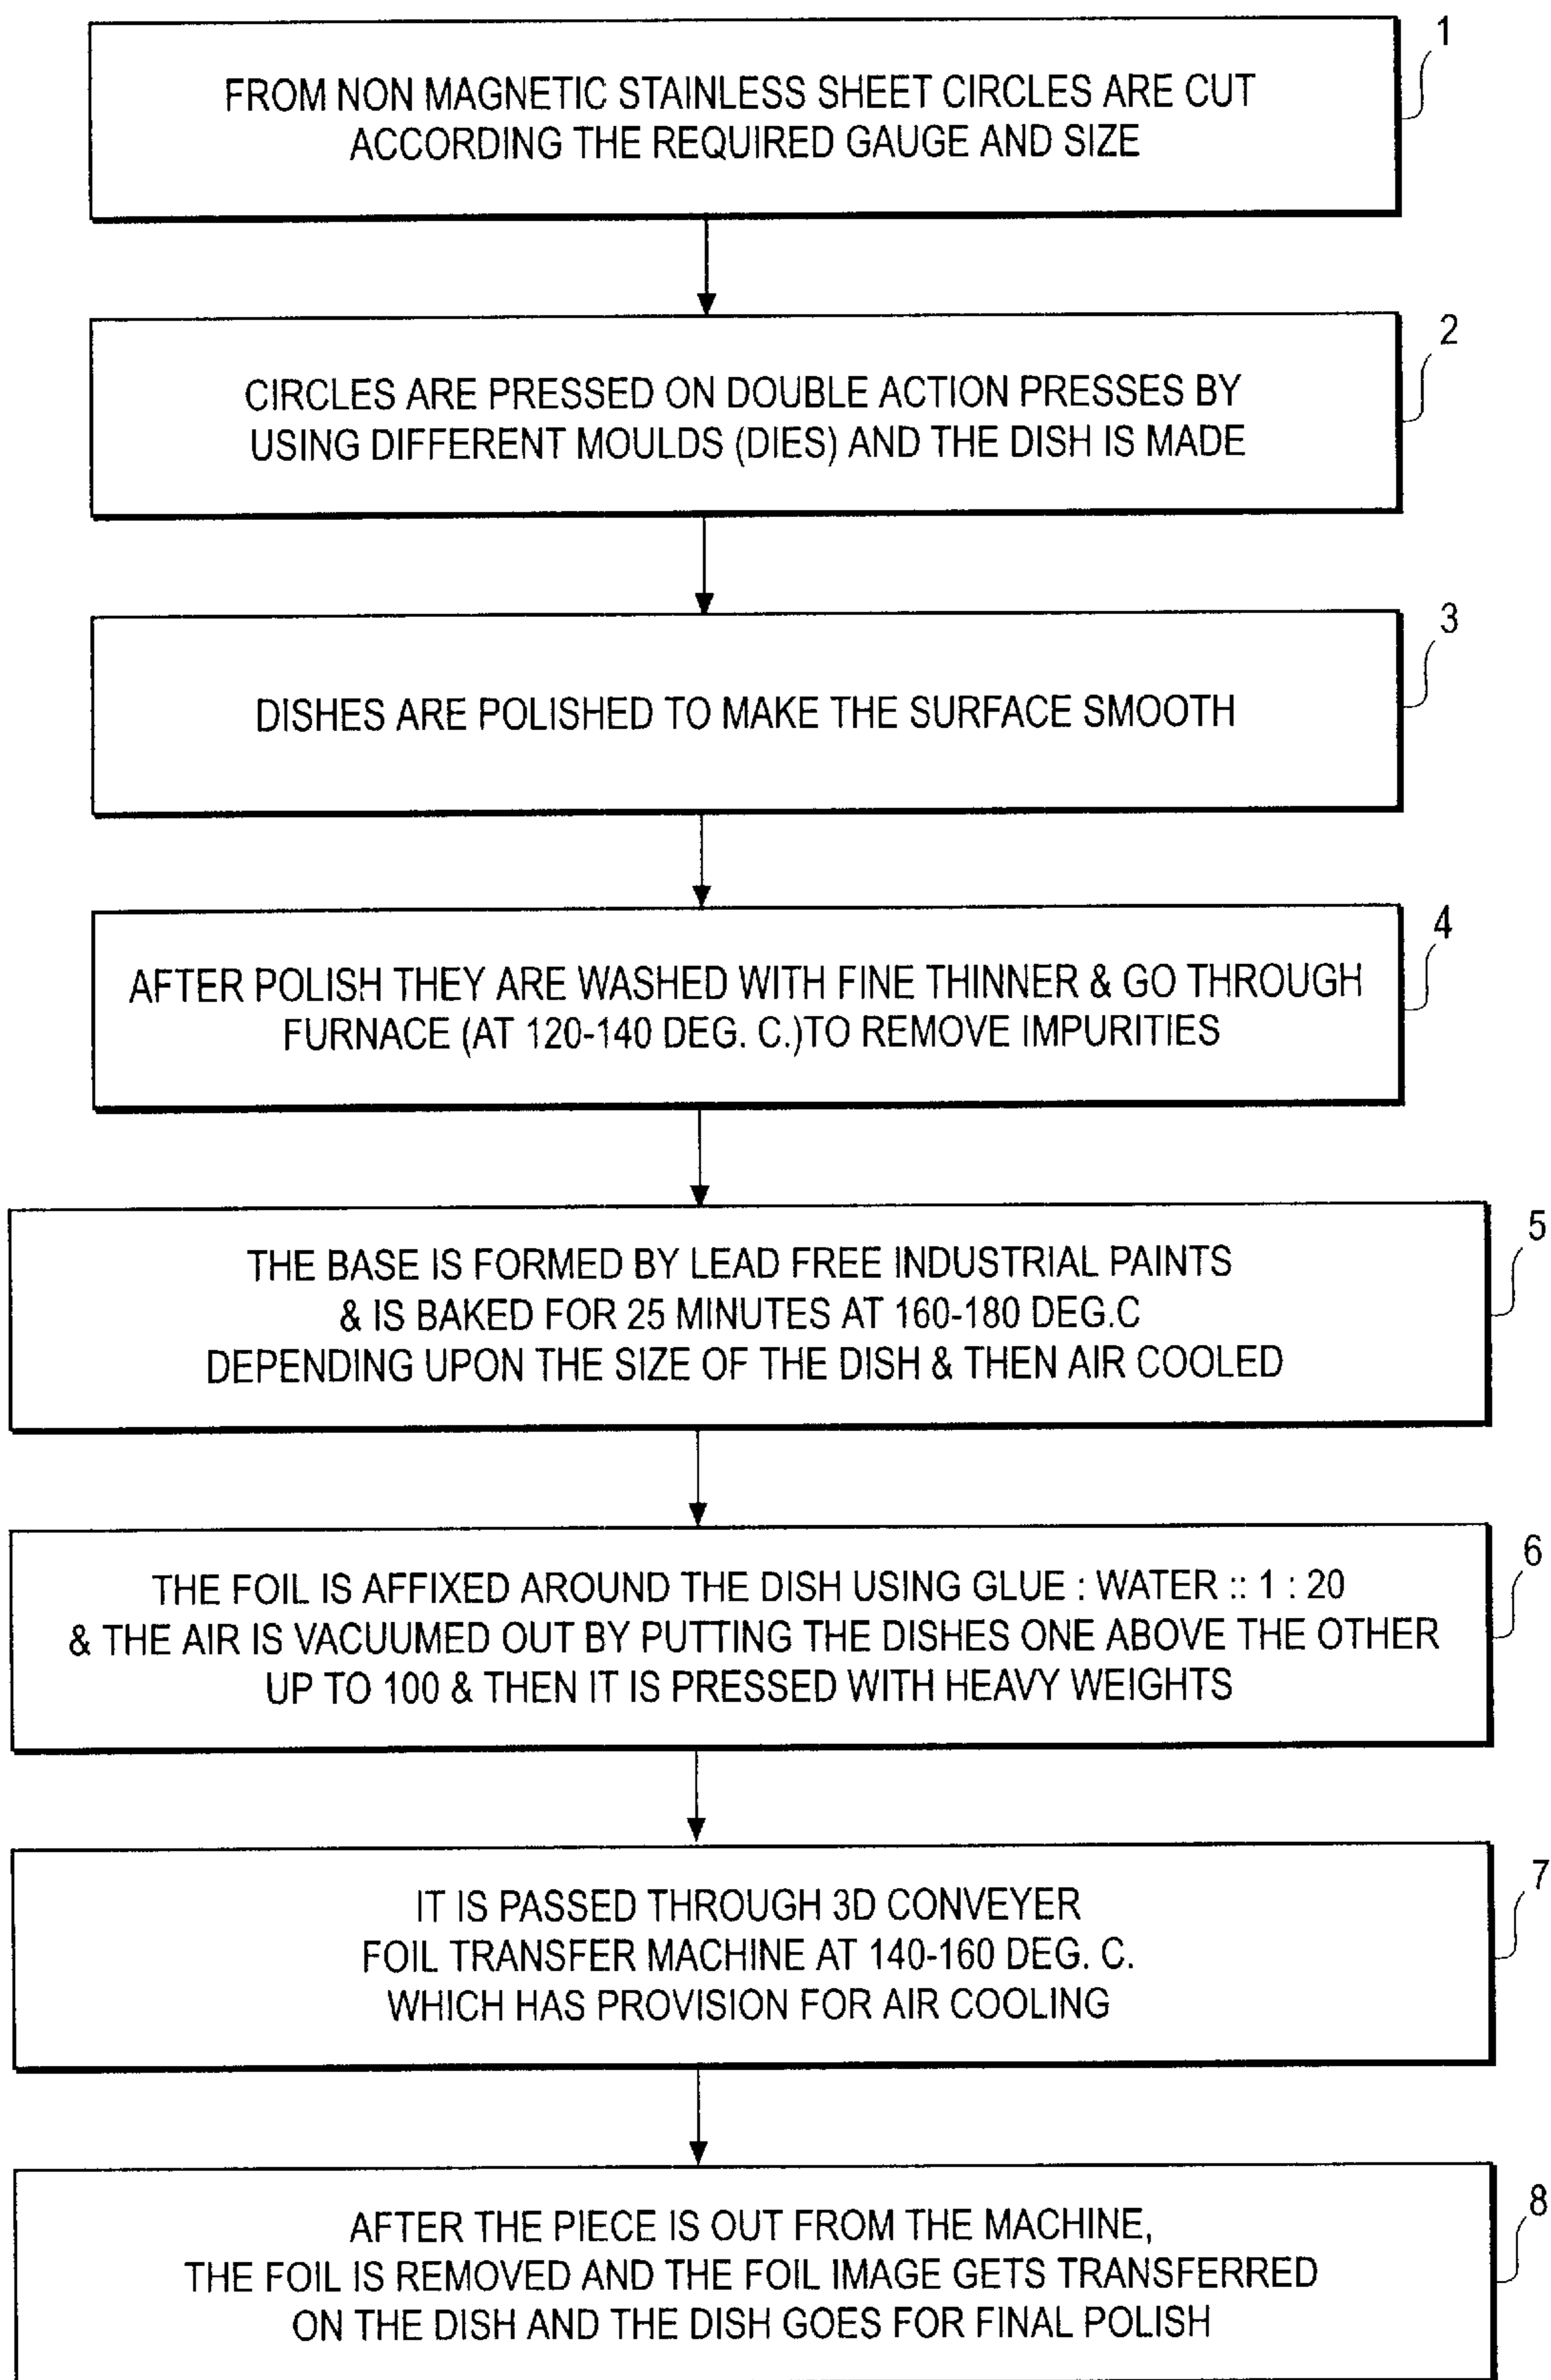 1
FROM NON MAGNETIC STAINLESS SHEET CIRCLES ARE CUT
ACCORDING THE REQUIRED GAUGE AND SIZE
2
CIRCLES ARE PRESSED ON DOUBLE ACTION PRESSES BY
USING DIFFERENT MOULDS (DIES) AND THE DISH IS MADE
3
DISHES ARE POLISHED TO MAKE THE SURFACE SMOOTH
4
AFTER POLISH THEY ARE WASHED WITH FINE THINNER & GO THROUGH
FURNACE (AT 120-140 DEG. C.)TO REMOVE IMPURITIES
5
THE BASE IS FORMED BY LEAD FREE INDUSTRIAL PAINTS
& IS BAKED FOR 25 MINUTES AT 160-180 DEG.C
DEPENDING UPON THE SIZE OF THE DISH & THEN AIR COOLED
6
THE FOIL IS AFFIXED AROUND THE DISH USING GLUE : WATER :: 1 : 20
& THE AIR IS VACUUMED OUT BY PUTTING THE DISHES ONE ABOVE THE OTHER
UP TO 100 & THEN IT IS PRESSED WITH HEAVY WEIGHTS
7
IT IS PASSED THROUGH 3D CONVEYER
FOIL TRANSFER MACHINE AT 140-160 DEG. C.
WHICH HAS PROVISION FOR AIR COOLING
8
AFTER THE PIECE IS OUT FROM THE MACHINE,
THE FOIL IS REMOVED AND THE FOIL IMAGE GETS TRANSFERRED
ON THE DISH AND THE DISH GOES FOR FINAL POLISH